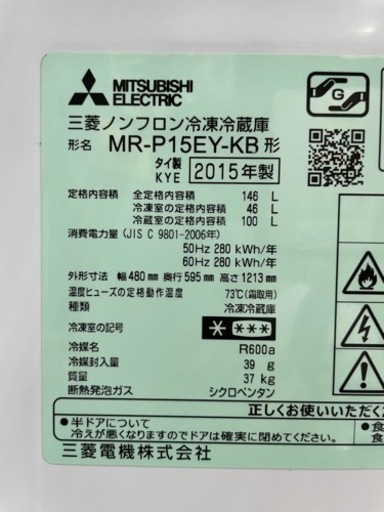 MITSUBISHI
ELECTRIC
三菱ノンフロン冷凍冷蔵庫
形名 MR-P15EY-KB形
タイ製
KYE 2015年製
定格内容積 全定格内容積 146 L
冷凍室の内容積 46 L
冷蔵室の内容積 100 L
消費電力量 (JIS C 9801-2006年)
50Hz 280 kWh/年
60Hz 280 kWh/年
外形寸法 幅480mm 奥行595mm 高さ1213mm
温度ヒューズの定格動作温度 73℃(霜取用)
種類 冷凍冷蔵庫
冷凍室の記号
冷媒名 R600a
冷媒封入量 39 g
質量 37 kg
断熱発泡ガス シクロペンタン
正しくお使いいただくた
●半ドアについて
冷えが悪くなりますのでドアは確実に閉めてください。
●食
食
三菱電機株式会社
G